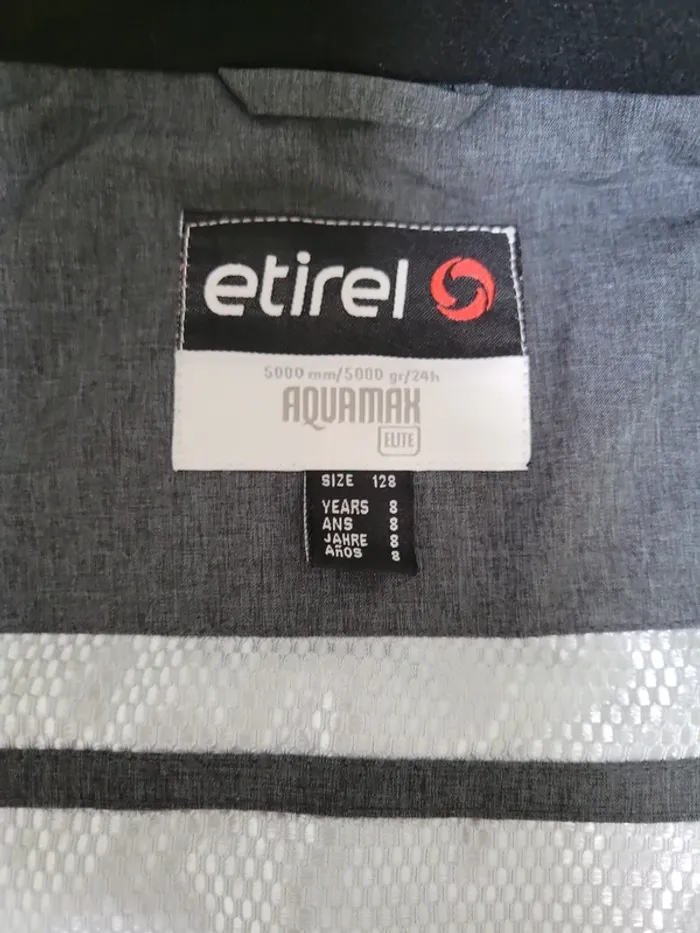 etirel
5000 mm/5000 gr/24h
AQUAMAX
ELITE
SIZE 128
YEARS 8
ANS 8
JAHRE 8
AÑOS 8